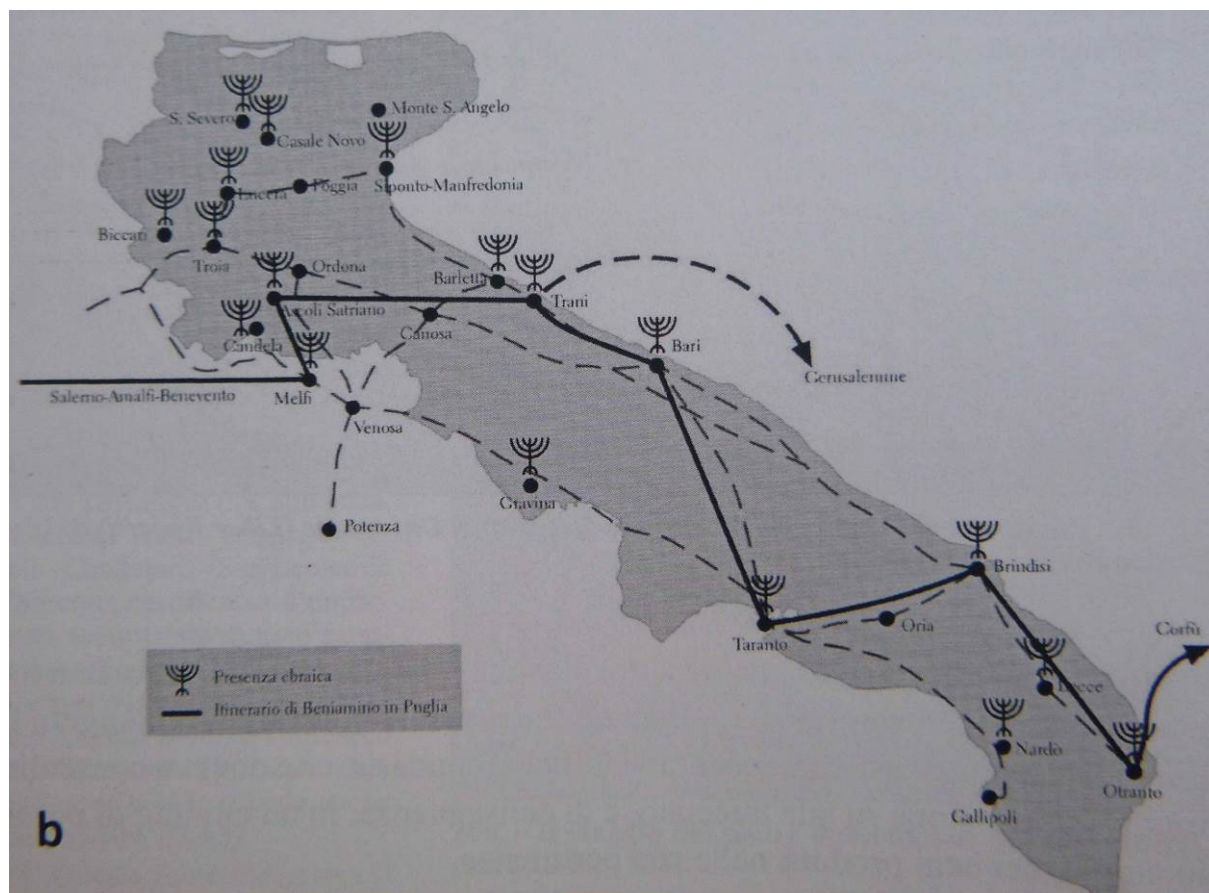 Monte S. Angelo
S. Severo
Casale Novo
Siponto-Manfredonia
Lucera
Foggia
Biccari
Troia
Ordona
Barletta
Trani
Ascoli Satriano
Canosa
Candela
Bari
Gerusalemme
Salerno-Amalfi-Benevento
Melfi
Venosa
Gravina
Potenza
Brindisi
Oria
Taranto
Corfù
Lecce
Nardò
Otranto
Gallipoli
Presenza ebraica
Itinerario di Beniamino in Puglia
b